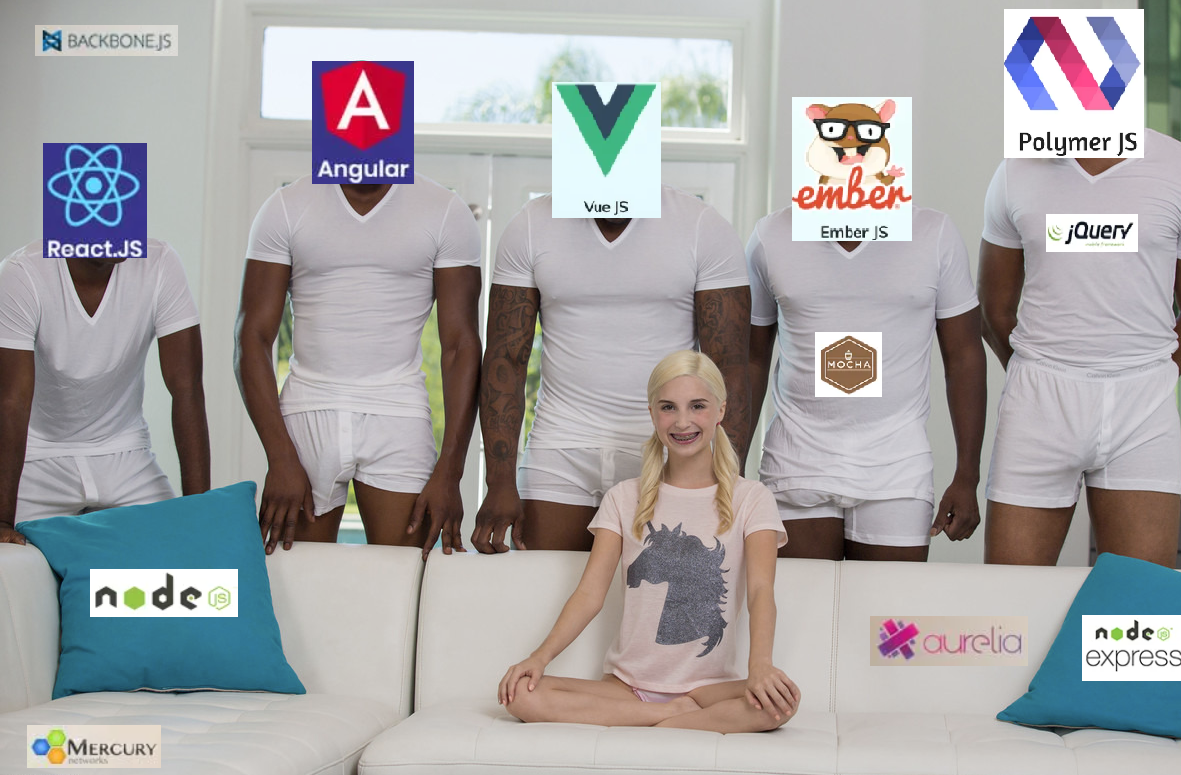 BACKBONE.JS
Angular
Polymer JS
React.JS
Vue JS
ember
Ember JS
jQuery
MOCHA
node
JS
node
JS
express
aurelia
MERCURY
networks